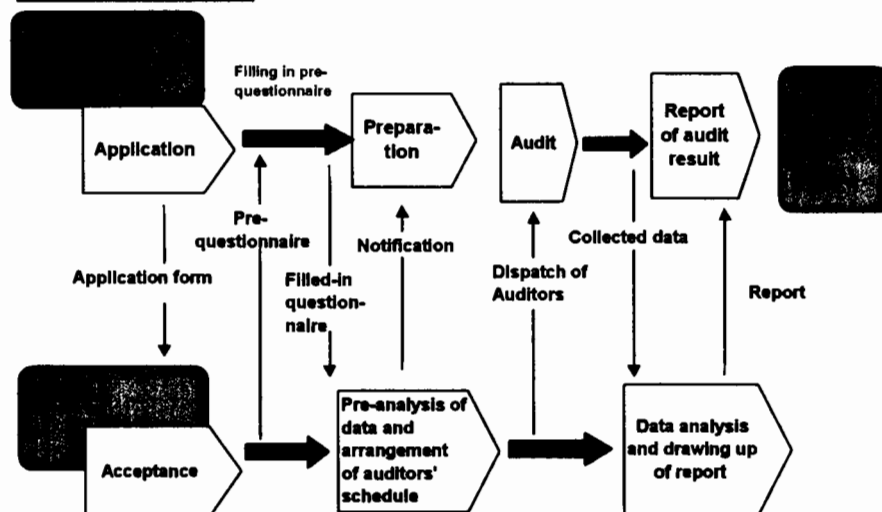 Filling in pre-
questionnaire
Application
Prepara-
tion
Audit
Report
of audit
result
Pre-
questionnaire
Notification
Collected data
Application form
Filled-in
question-
naire
Dispatch of
Auditors
Report
Acceptance
Pre-analysis of
data and
arrangement
of auditors'
schedule
Data analysis
and drawing up
of report